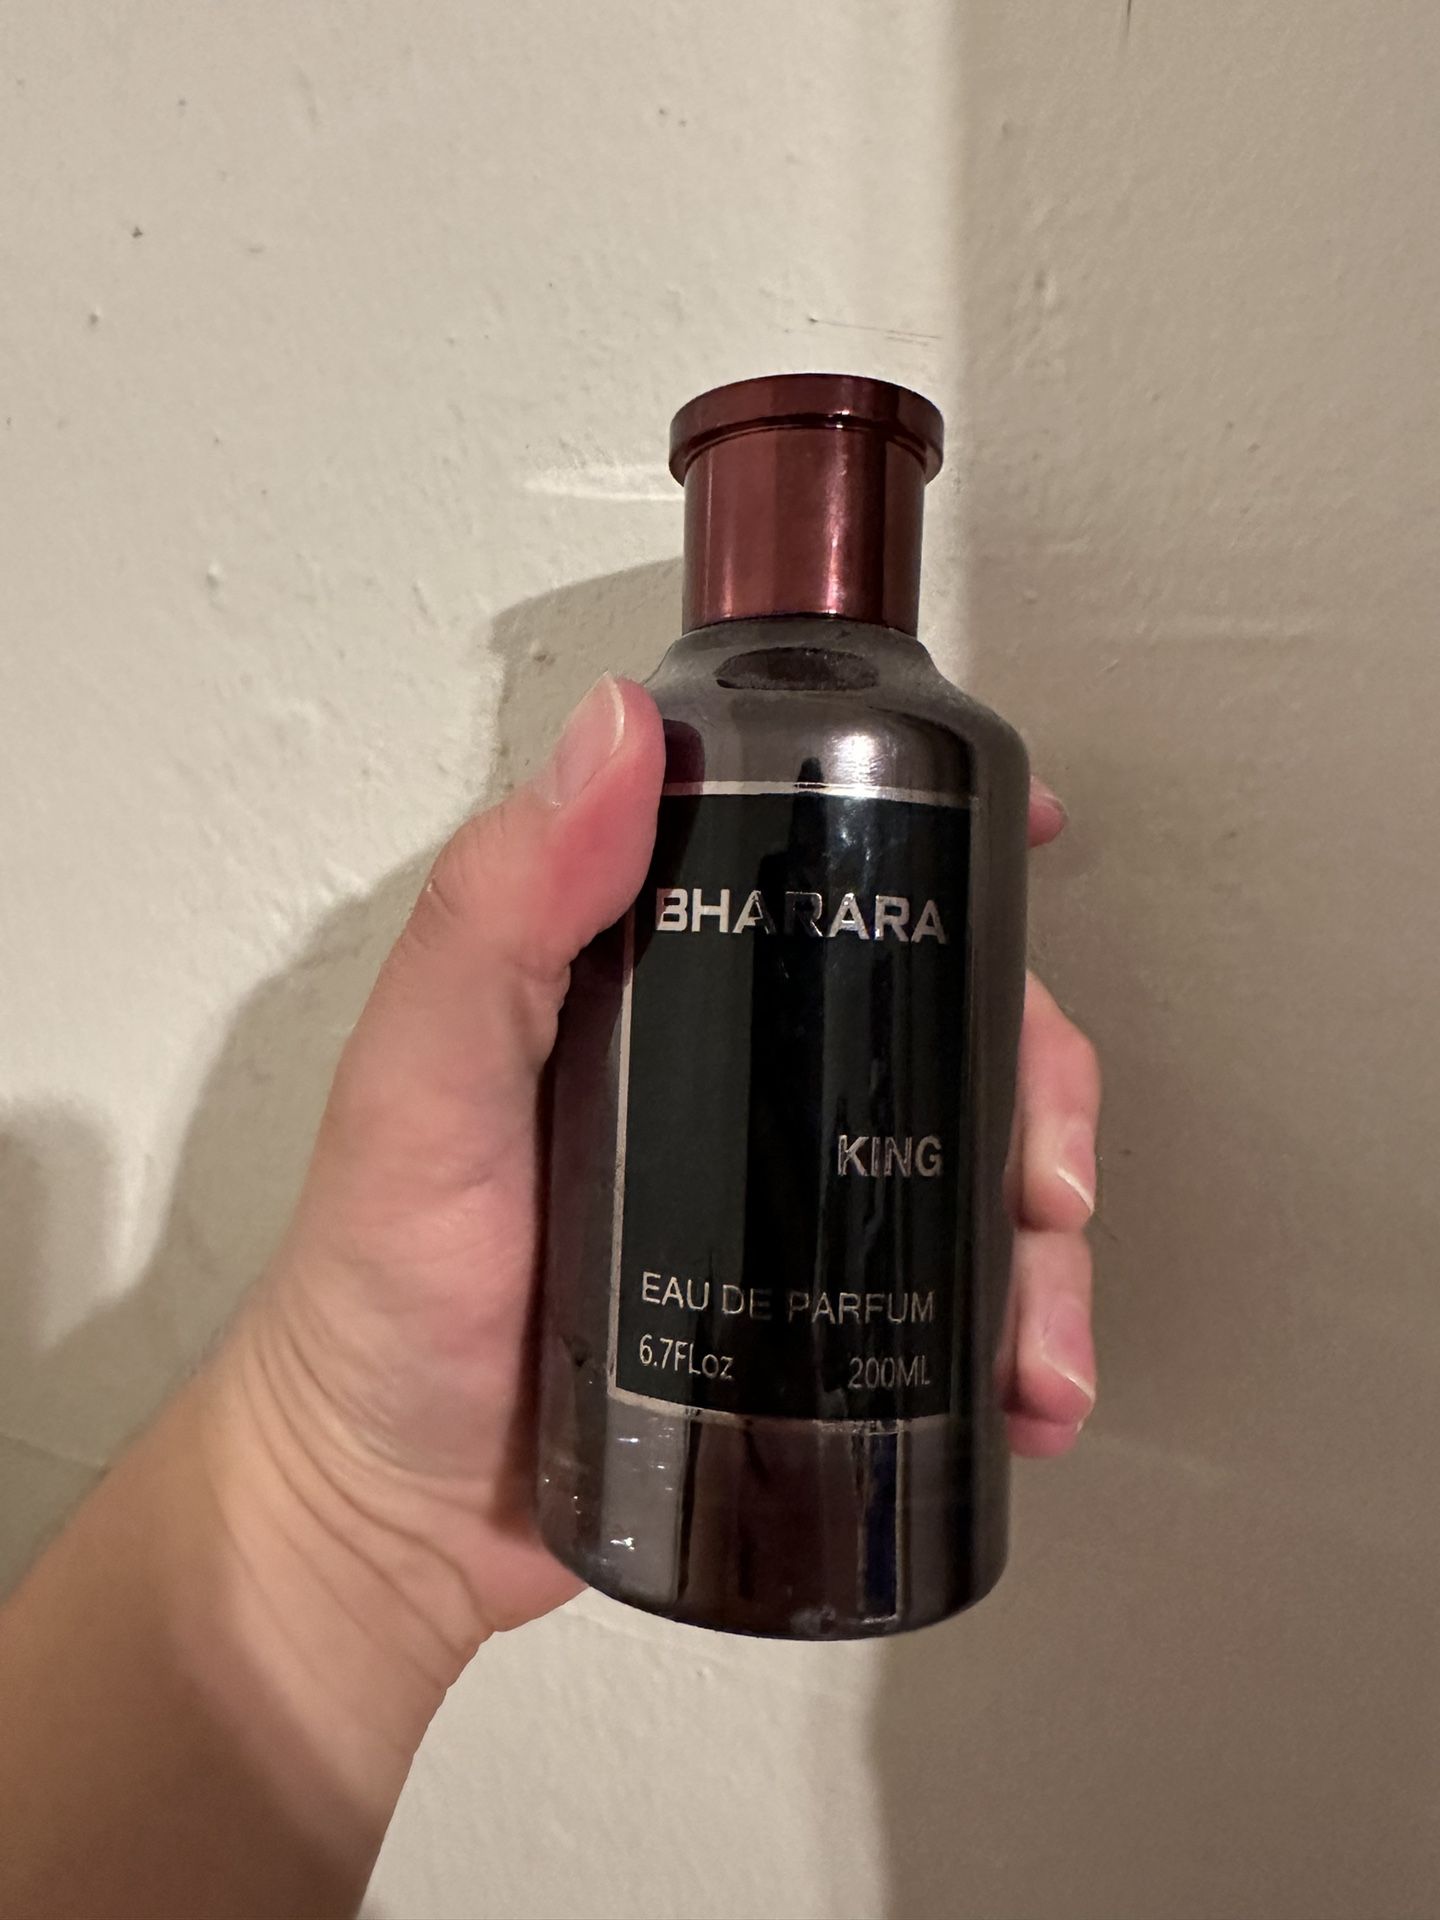 BHARARA
KING
EAU DE PARFUM
6.7FLoz 200ML